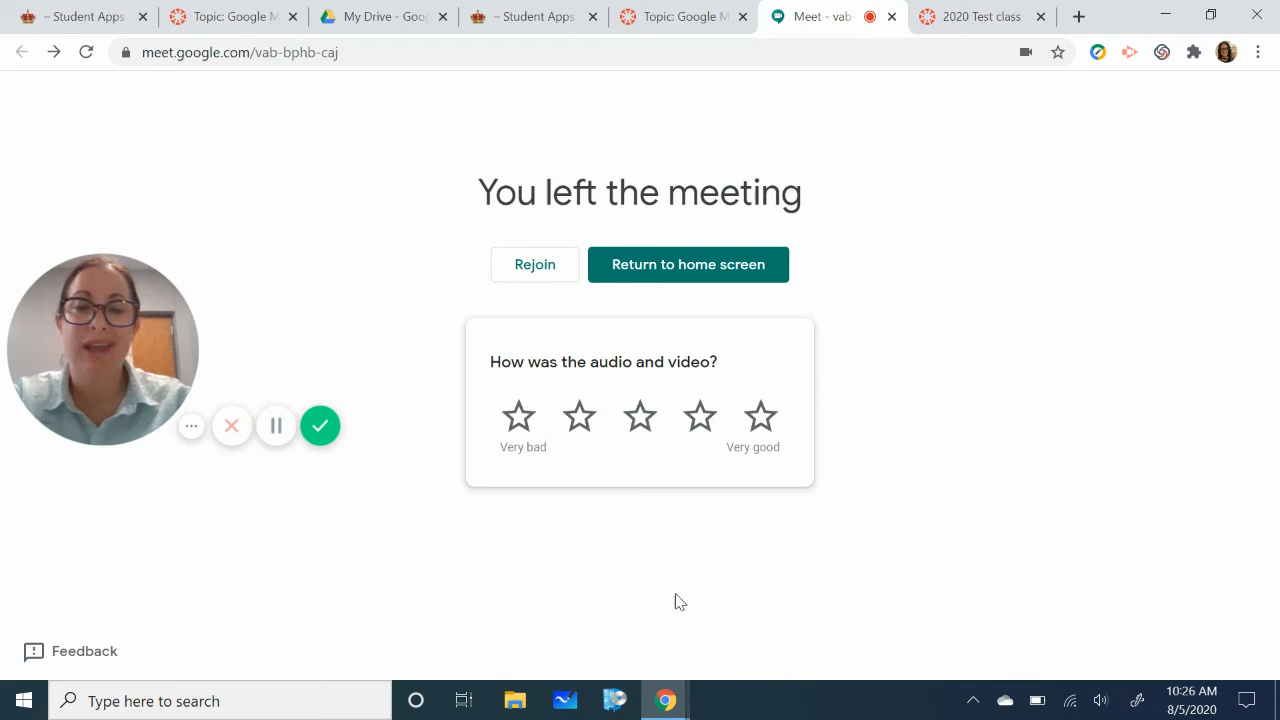 – Student Apps
Topic: Google M
My Drive - Goo
– Student Apps
Topic: Google M
Meet - vab
2020 Test class
meet.google.com/vab-bphb-caj
You left the meeting
Rejoin
Return to home screen
How was the audio and video?
Very bad
Very good
Feedback
Type here to search
10:26 AM
8/5/2020